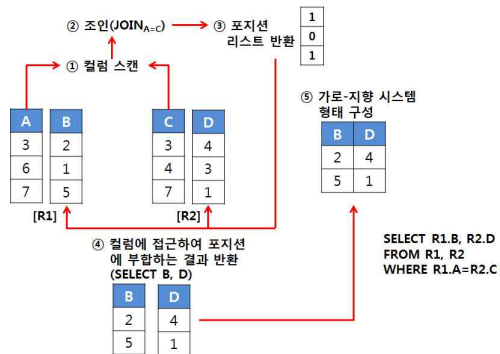 ② 조인(JOIN_A=C)
③ 포지션
리스트 반환
1
0
1
① 컬럼 스캔
A B
3 2
6 1
7 5
[R1]
C D
3 4
4 3
7 1
[R2]
④ 컬럼에 접근하여 포지션
에 부합하는 결과 반환
(SELECT B, D)
B D
2 4
5 1
⑤ 가로-지향 시스템
형태 구성
B D
2 4
5 1
SELECT R1.B, R2.D
FROM R1, R2
WHERE R1.A=R2.C